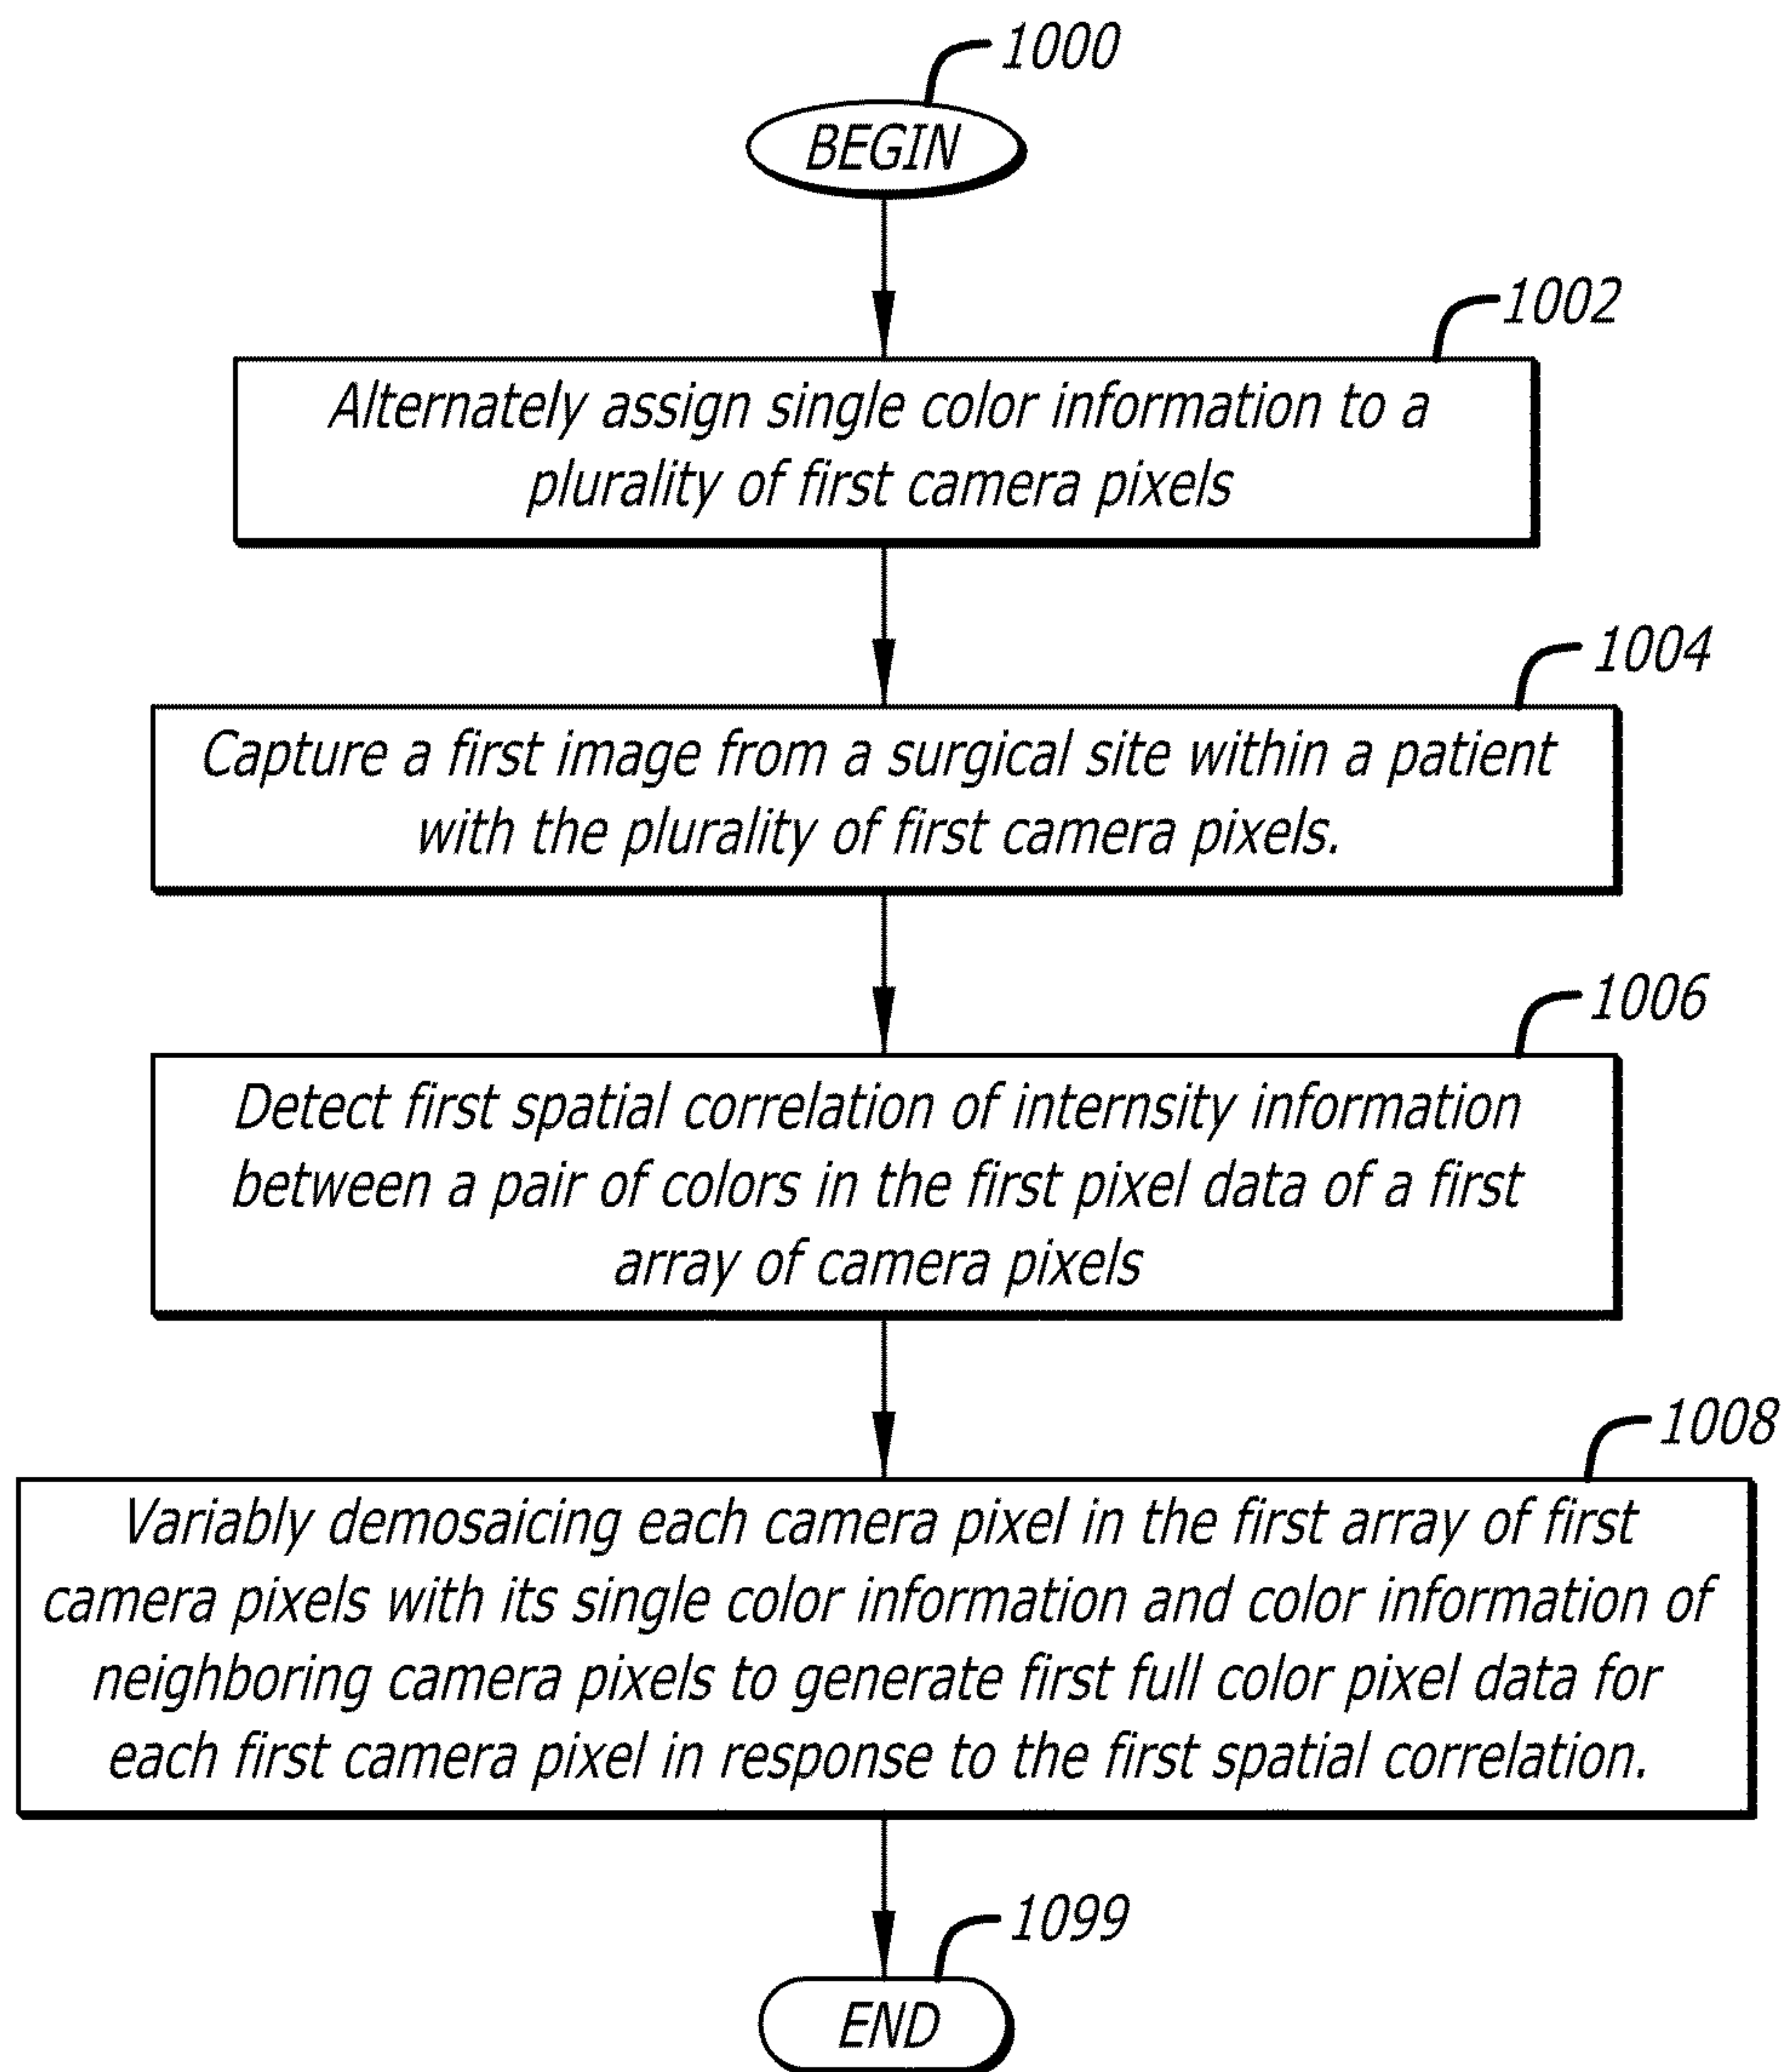 1000
BEGIN
1002
Alternately assign single color information to a
plurality of first camera pixels
1004
Capture a first image from a surgical site within a patient
with the plurality of first camera pixels.
1006
Detect first spatial correlation of internsity information
between a pair of colors in the first pixel data of a first
array of camera pixels
1008
Variably demosaicing each camera pixel in the first array of first
camera pixels with its single color information and color information of
neighboring camera pixels to generate first full color pixel data for
each first camera pixel in response to the first spatial correlation.
1099
END